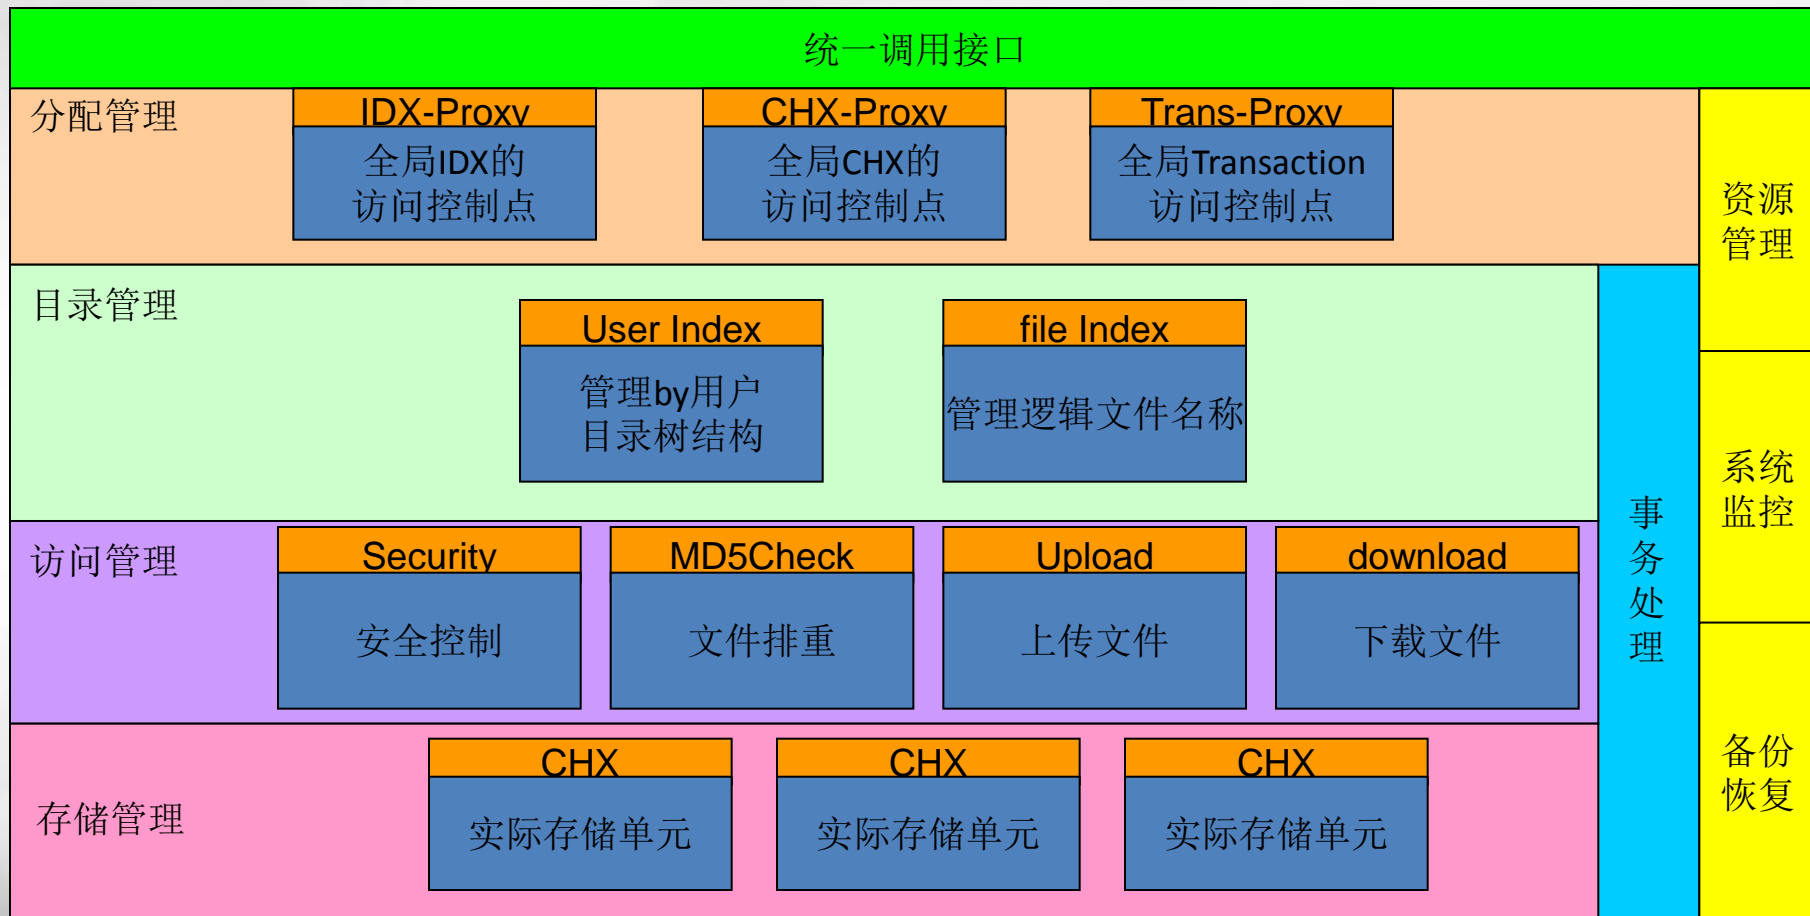 统一调用接口
分配管理
IDX-Proxy
全局IDX的
访问控制点
CHX-Proxy
全局CHX的
访问控制点
Trans-Proxy
全局Transaction
访问控制点
资源
管理
目录管理
User Index
管理by用户
目录树结构
file Index
管理逻辑文件名称
系统
监控
事
务
处
理
访问管理
Security
安全控制
MD5Check
文件排重
Upload
上传文件
download
下载文件
存储管理
CHX
实际存储单元
CHX
实际存储单元
CHX
实际存储单元
备份
恢复